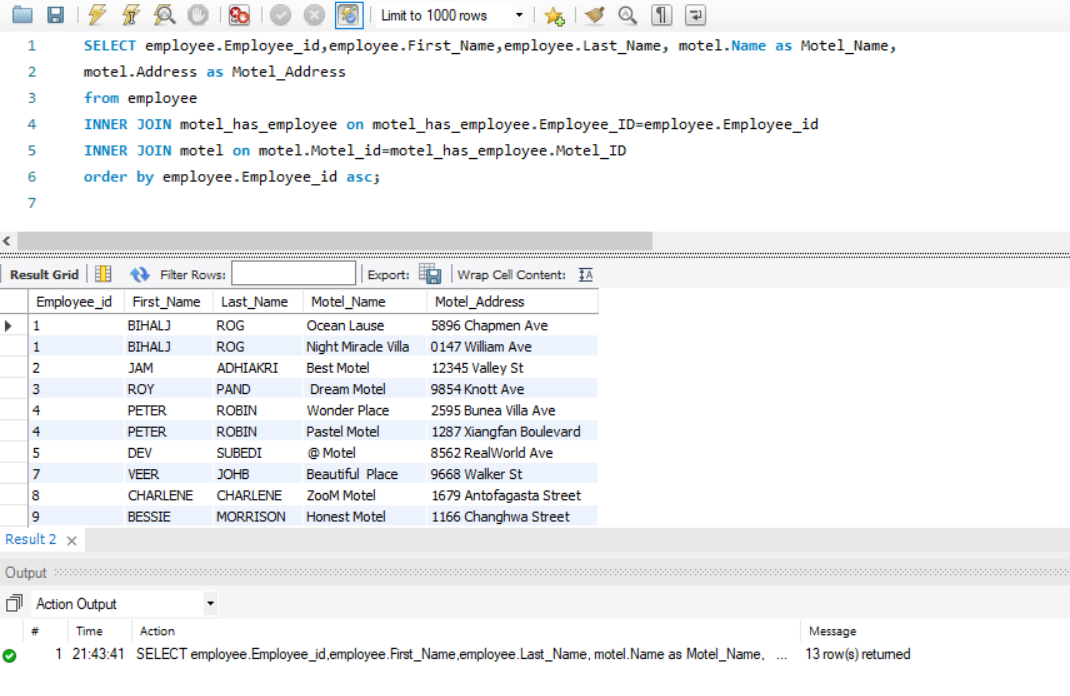 Limit to 1000 rows
1 SELECT employee.Employee_id,employee.First_Name,employee.Last_Name, motel.Name as Motel_Name,
2 motel.Address as Motel_Address
3 from employee
4 INNER JOIN motel_has_employee on motel_has_employee.Employee_ID=employee.Employee_id
5 INNER JOIN motel on motel.Motel_id=motel_has_employee.Motel_ID
6 order by employee.Employee_id asc;
7
Result Grid Filter Rows: Export: Wrap Cell Content: IA
Employee_id First_Name Last_Name Motel_Name Motel_Address
1 BIHALJ ROG Ocean Lause 5896 Chapmen Ave
1 BIHALJ ROG Night Miracle Villa 0147 William Ave
2 JAM ADHIAKRI Best Motel 12345 Valley St
3 ROY PAND Dream Motel 9854 Knott Ave
4 PETER ROBIN Wonder Place 2595 Bunea Villa Ave
4 PETER ROBIN Pastel Motel 1287 Xiangfan Boulevard
5 DEV SUBEDI @ Motel 8562 RealWorld Ave
7 VEER JOHB Beautiful Place 9668 Walker St
8 CHARLENE CHARLENE ZooM Motel 1679 Antofagasta Street
9 BESSIE MORRISON Honest Motel 1166 Changhwa Street
Result 2 ×
Output
Action Output
# Time Action Message
1 21:43:41 SELECT employee.Employee_id,employee.First_Name,employee.Last_Name, motel.Name as Motel_Name, ... 13 row(s) returned